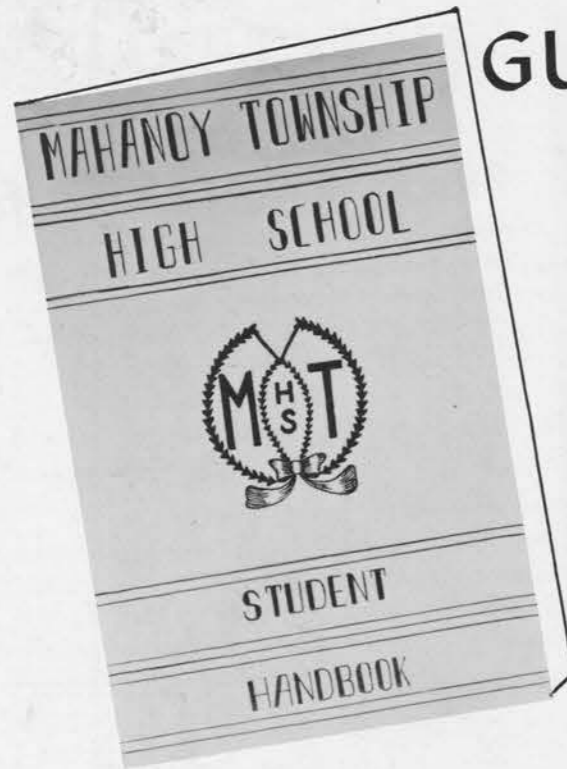 GU
MAHANOY TOWNSHIP
HIGH SCHOOL
M H S T
STUDENT
HANDBOOK